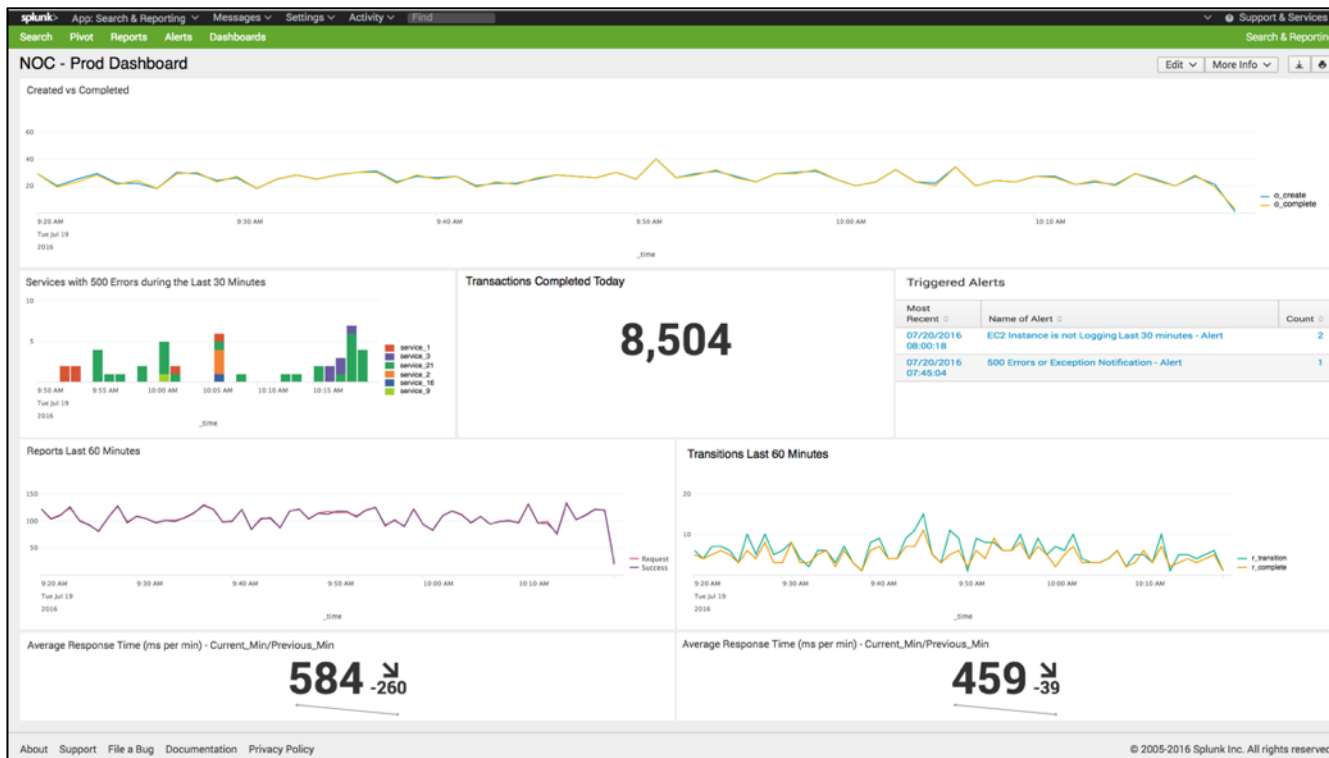 splunk> App: Search & Reporting Messages Settings Activity Find Support & Services
Search Pivot Reports Alerts Dashboards Search & Reporting
NOC - Prod Dashboard Edit More Info
Created vs Completed
60
40
20
o_create
o_complete
9:20 AM 9:30 AM 9:40 AM 9:50 AM 10:00 AM 10:10 AM
Tue Jul 19
2016
_time
Services with 500 Errors during the Last 30 Minutes
10
5
service_1
service_3
service_21
service_2
service_16
service_9
9:50 AM 9:55 AM 10:00 AM 10:05 AM 10:10 AM 10:15 AM
Tue Jul 19
2016
_time
Transactions Completed Today
8,504
Triggered Alerts
Most
Recent Name of Alert Count
07/20/2016 EC2 Instance is not Logging Last 30 minutes - Alert 2
08:00:18
07/20/2016 500 Errors or Exception Notification - Alert 1
07:45:04
Reports Last 60 Minutes
150
100
50
Request
Success
9:20 AM 9:30 AM 9:40 AM 9:50 AM 10:00 AM 10:10 AM
Tue Jul 19
2016
_time
Transitions Last 60 Minutes
20
10
r_transition
r_complete
9:20 AM 9:30 AM 9:40 AM 9:50 AM 10:00 AM 10:10 AM
Tue Jul 19
2016
_time
Average Response Time (ms per min) - Current_Min/Previous_Min
584 -260
Average Response Time (ms per min) - Current_Min/Previous_Min
459 -39
About Support File a Bug Documentation Privacy Policy © 2005-2016 Splunk Inc. All rights reserved